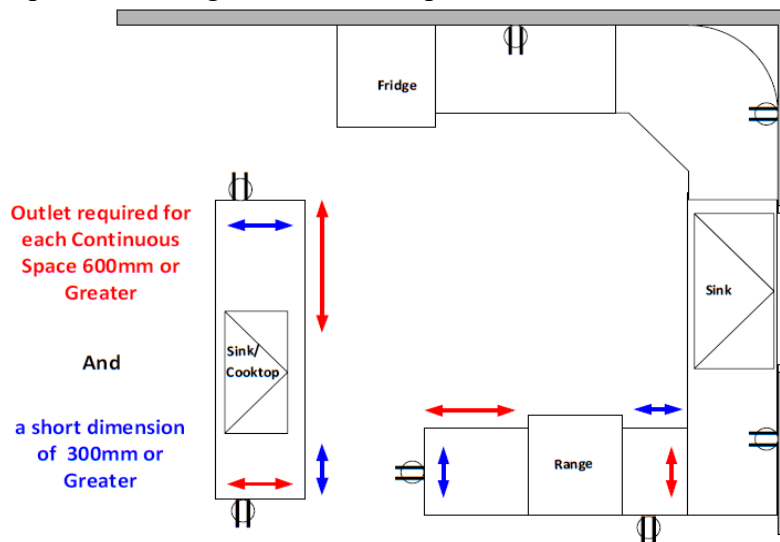 Fridge
Outlet required for
each Continuous
Space 600mm or
Greater
Sink
Sink/
Cooktop
And
a short dimension
of 300mm or
Greater
Range